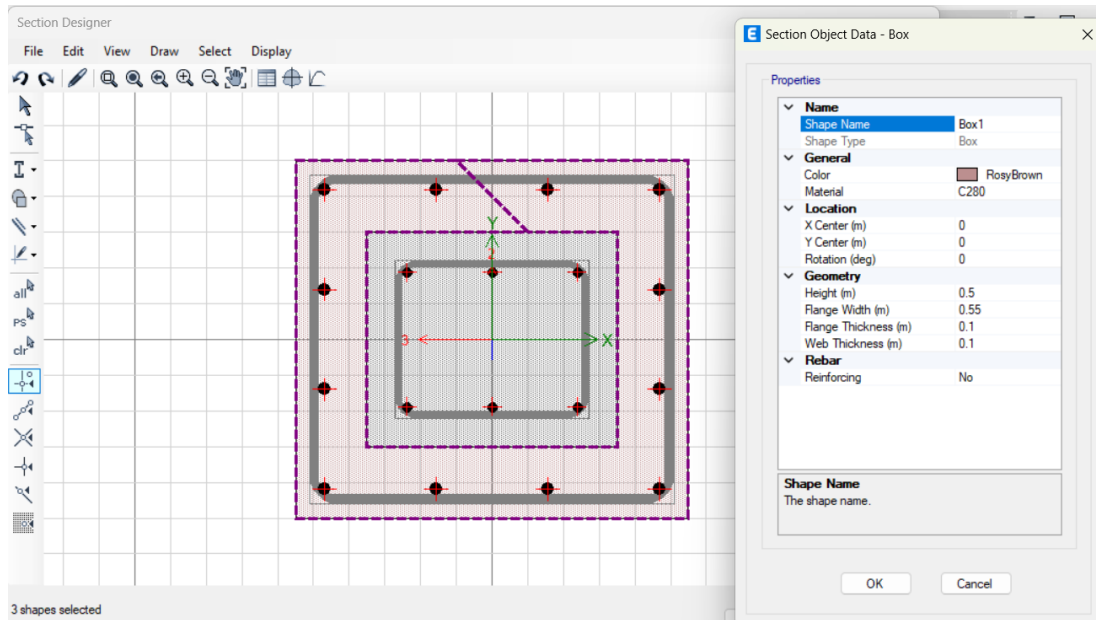 Section Designer
File Edit View Draw Select Display
all
PS
clr
Y
2
3
X
3 shapes selected
E Section Object Data - Box
Properties
Name
Shape Name Box1
Shape Type Box
General
Color RosyBrown
Material C280
Location
X Center (m) 0
Y Center (m) 0
Rotation (deg) 0
Geometry
Height (m) 0.5
Flange Width (m) 0.55
Flange Thickness (m) 0.1
Web Thickness (m) 0.1
Rebar
Reinforcing No
Shape Name
The shape name.
OK Cancel